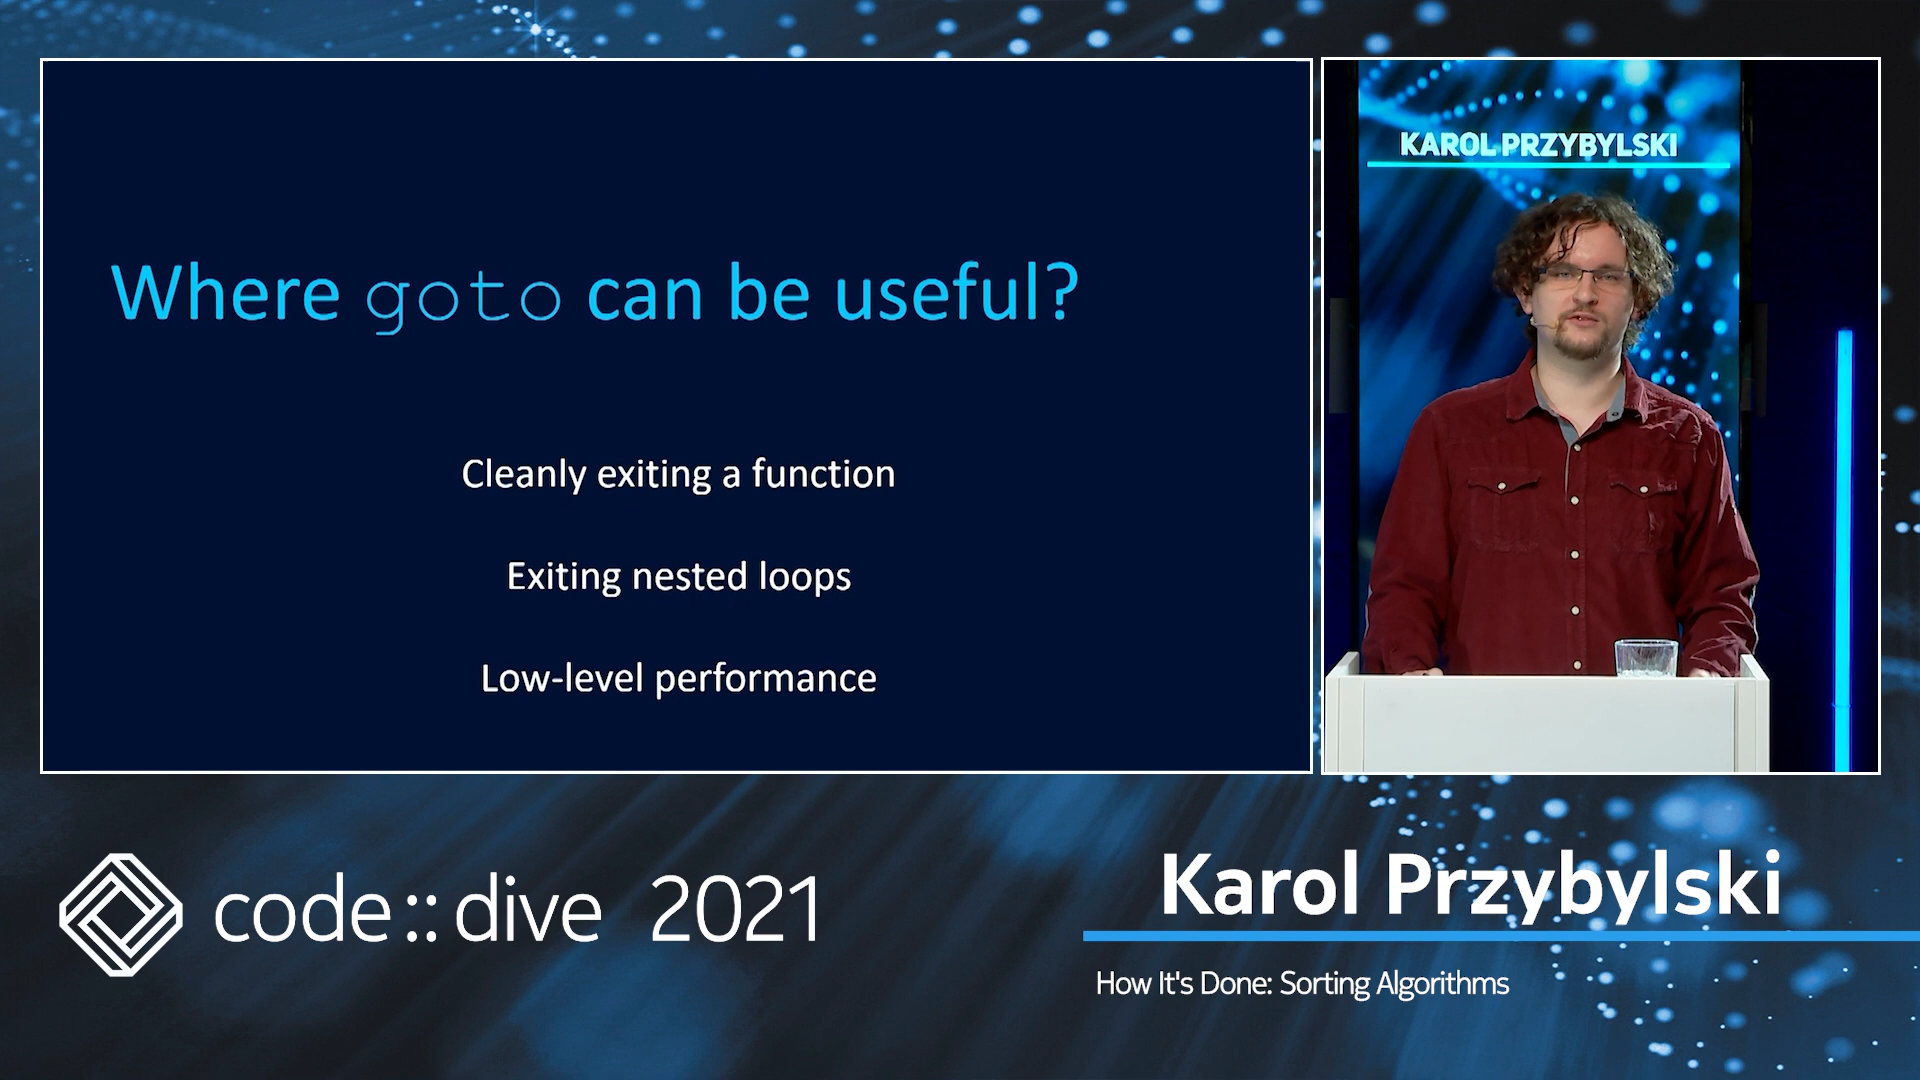 Where goto can be useful?
Cleanly exiting a function
Exiting nested loops
Low-level performance
KAROL PRZYBYLSKI
code::dive 2021
Karol Przybylski
How It's Done: Sorting Algorithms